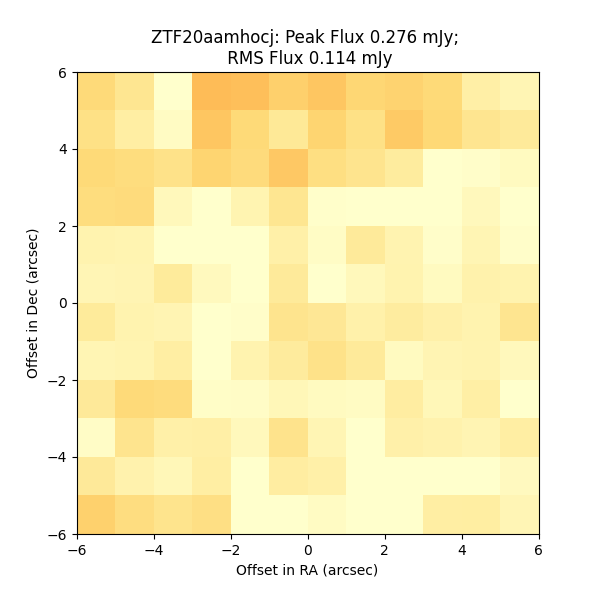 ZTF20aamhocj: Peak Flux 0.276 mJy;
RMS Flux 0.114 mJy
6
4
2
0
−2
−4
−6
Offset in Dec (arcsec)
−6 −4 −2 0 2 4 6
Offset in RA (arcsec)